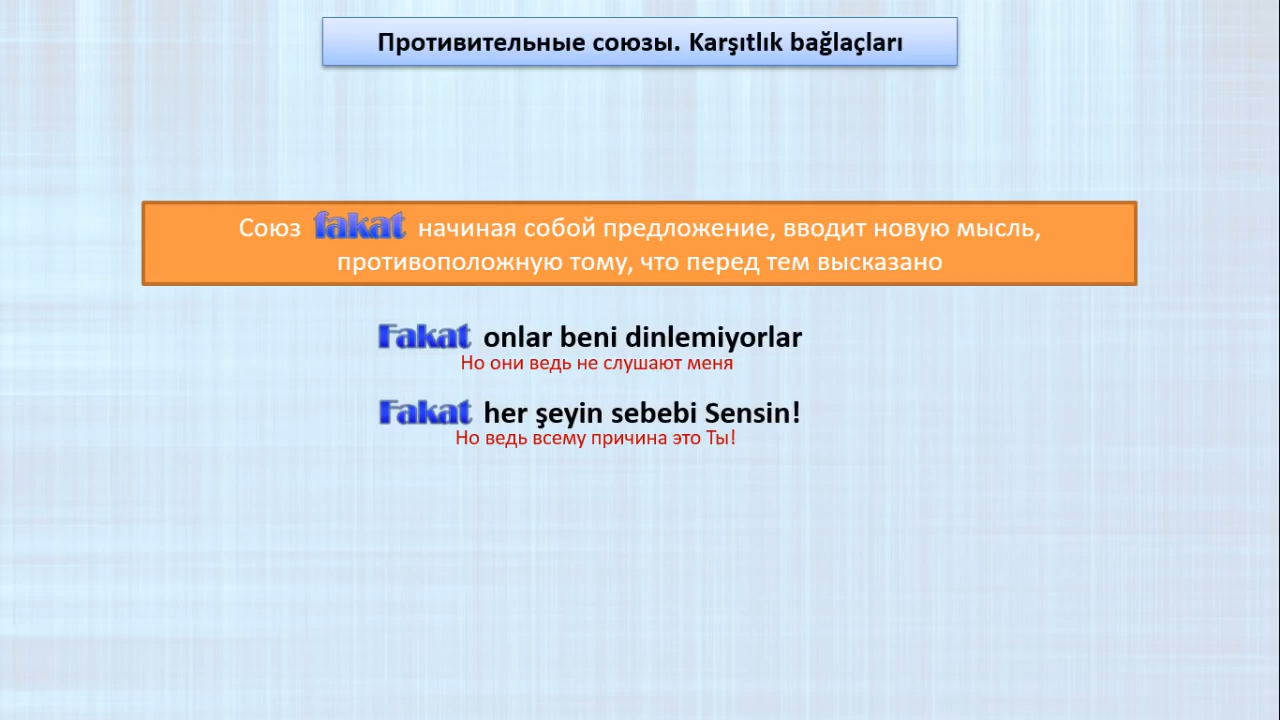 Противительные союзы. Karşıtlık bağlaçları
Союз fakat начиная собой предложение, вводит новую мысль,
противоположную тому, что перед тем высказано
Fakat onlar beni dinlemiyorlar
Но они ведь не слушают меня
Fakat her şeyin sebebi Sensin!
Но ведь всему причина это Ты!